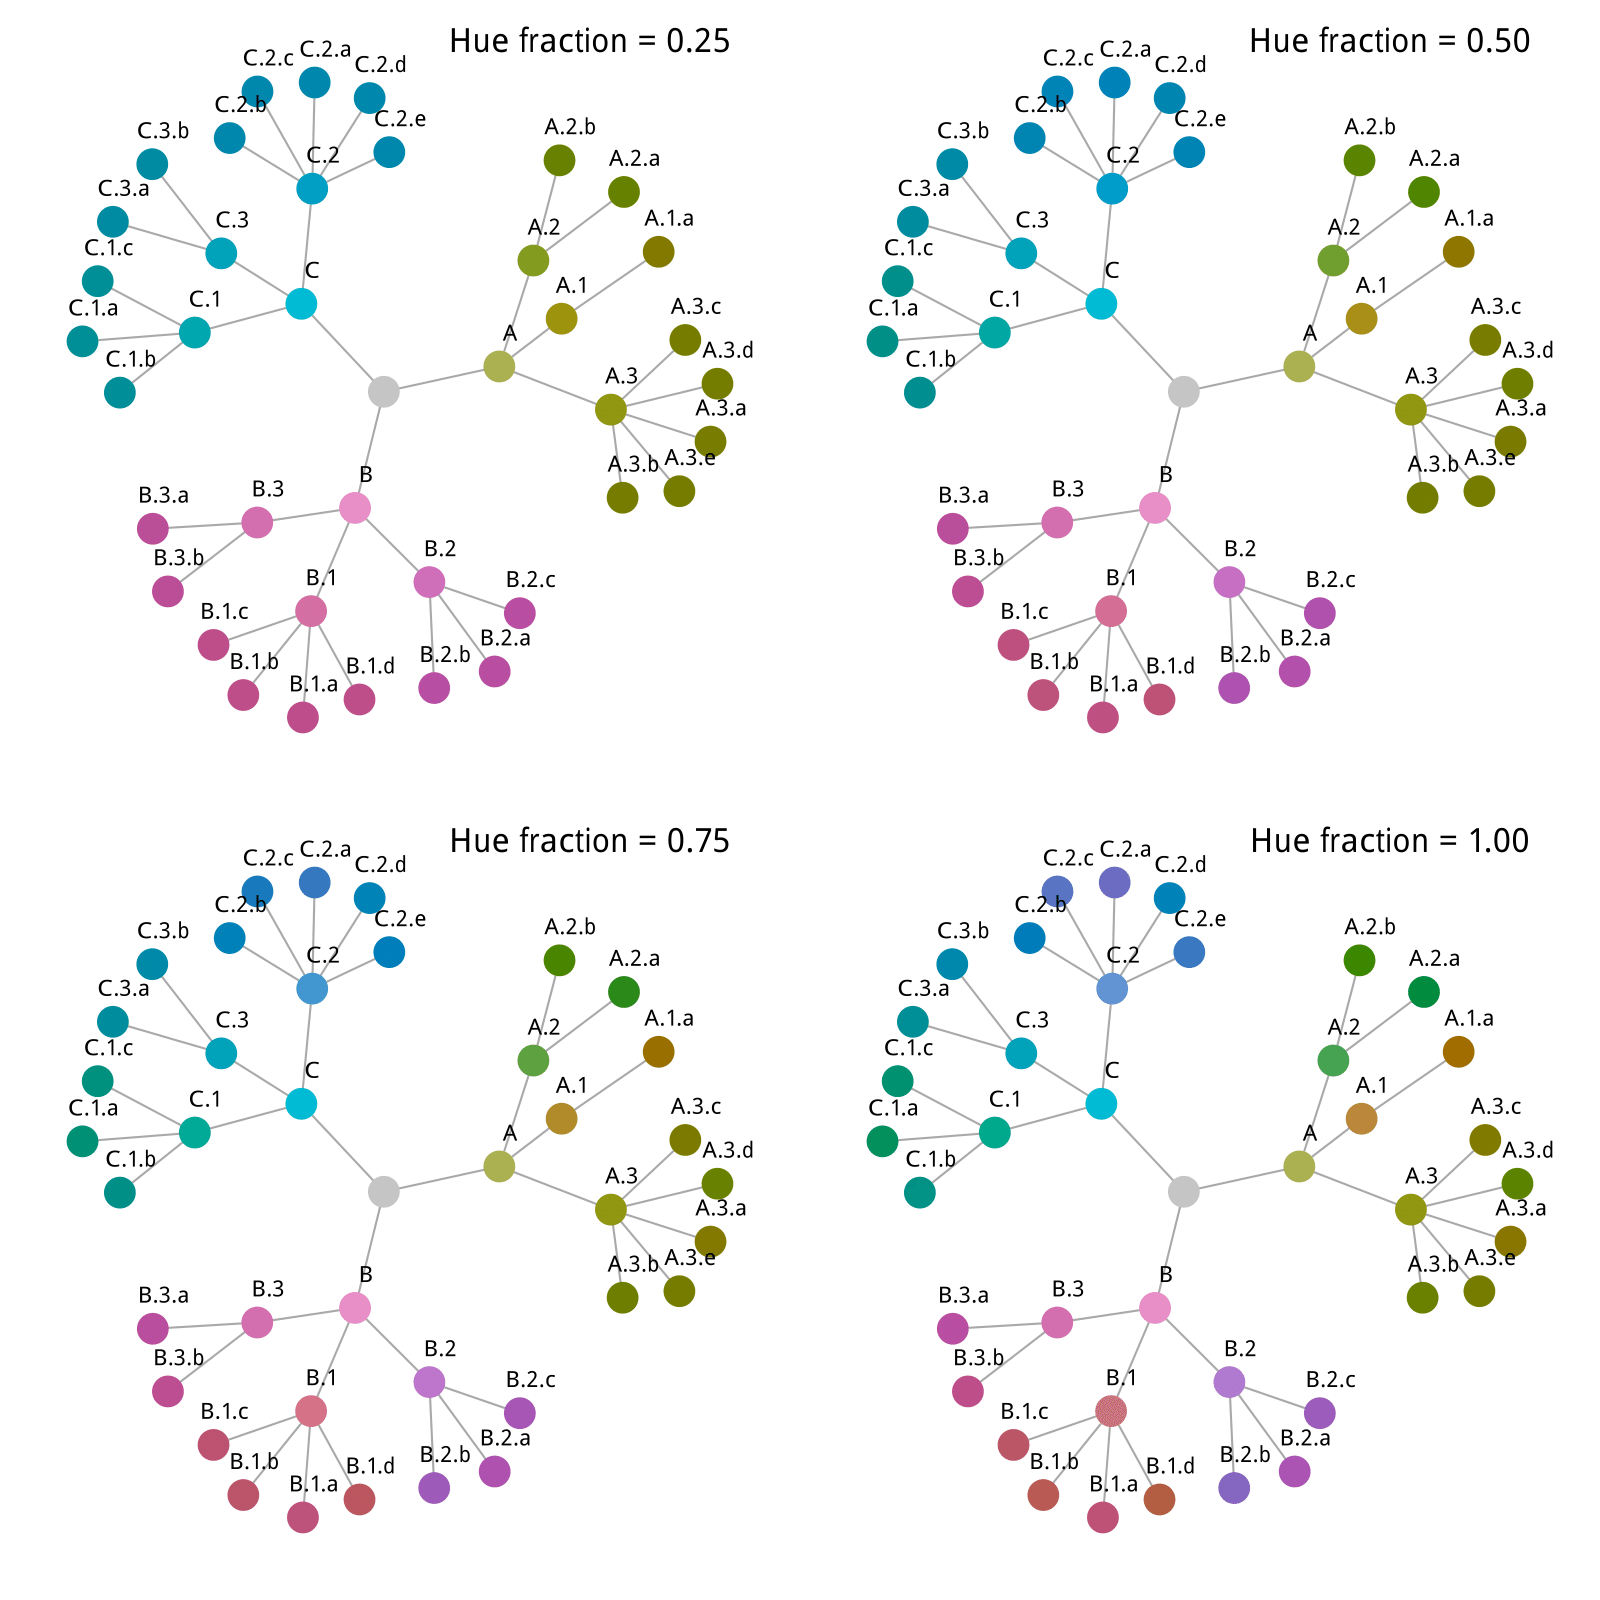 Hue fraction = 0.25
C.2.c
C.2.a
C.2.d
C.2.b
C.2.e
C.3.b
A.2.b
C.2
A.2.a
C.3.a
C.3
A.2
A.1.a
C.1.c
C
C.1
A.1
C.1.a
A.3.c
A
C.1.b
A.3.d
A.3
A.3.a
B
A.3.b
A.3.e
B.3.a
B.3
B.3.b
B.2
B.1
B.2.c
B.1.c
B.2.a
B.1.b
B.2.b
B.1.d
B.1.a
Hue fraction = 0.50
C.2.c
C.2.a
C.2.d
C.2.b
C.2.e
C.3.b
A.2.b
C.2
A.2.a
C.3.a
C.3
A.2
A.1.a
C.1.c
C
C.1
A.1
C.1.a
A.3.c
A
C.1.b
A.3.d
A.3
A.3.a
B
A.3.b
A.3.e
B.3.a
B.3
B.3.b
B.2
B.1
B.2.c
B.1.c
B.2.a
B.1.b
B.2.b
B.1.d
B.1.a
Hue fraction = 0.75
C.2.c
C.2.a
C.2.d
C.2.b
C.2.e
C.3.b
A.2.b
C.2
A.2.a
C.3.a
C.3
A.2
A.1.a
C.1.c
C
C.1
A.1
C.1.a
A.3.c
A
C.1.b
A.3.d
A.3
A.3.a
B
A.3.b
A.3.e
B.3.a
B.3
B.3.b
B.2
B.1
B.2.c
B.1.c
B.2.a
B.1.b
B.2.b
B.1.d
B.1.a
Hue fraction = 1.00
C.2.c
C.2.a
C.2.d
C.2.b
C.2.e
C.3.b
A.2.b
C.2
A.2.a
C.3.a
C.3
A.2
A.1.a
C.1.c
C
C.1
A.1
C.1.a
A.3.c
A
C.1.b
A.3.d
A.3
A.3.a
B
A.3.b
A.3.e
B.3.a
B.3
B.3.b
B.2
B.1
B.2.c
B.1.c
B.2.a
B.1.b
B.2.b
B.1.d
B.1.a